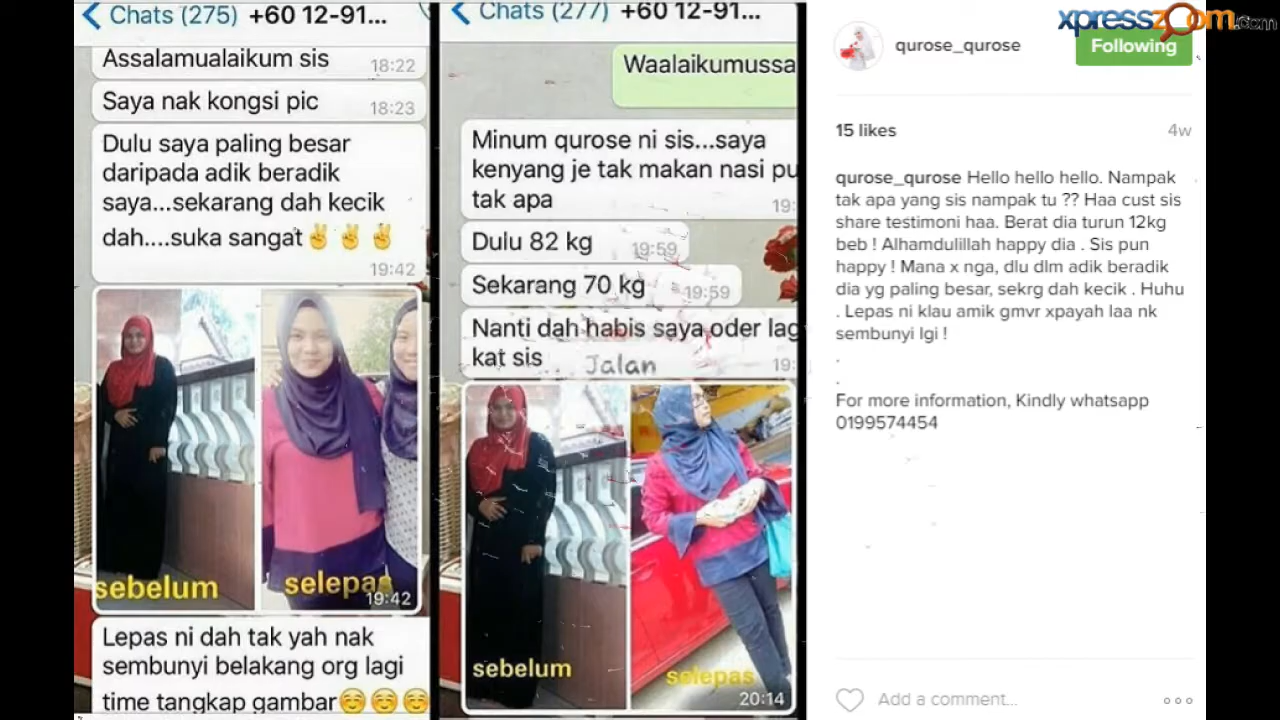 Chats (275) +60 12-91...
Assalamualaikum sis
18:22
Saya nak kongsi pic
18:23
Dulu saya paling besar
daripada adik beradik
saya...sekarang dah kecik
dah....suka sangat✌️✌️✌️
19:42
sebelum
selepas
19:42
Lepas ni dah tak yah nak
sembunyi belakang org lagi
time tangkap gambar☺️☺️☺️
Chats (277) +60 12-91...
Waalaikumussa
Minum qurose ni sis...saya
kenyang je tak makan nasi pu
tak apa
19:
Dulu 82 kg
19:59
Sekarang 70 kg
19:59
Nanti dah habis saya oder lag
kat sis
19:
Jalan
sebelum
selepas
20:14
xpresszoom.com
qurose_qurose
Following
15 likes
4w
qurose_qurose Hello hello hello. Nampak
tak apa yang sis nampak tu ?? Haa cust sis
share testimoni haa. Berat dia turun 12kg
beb ! Alhamdulillah happy dia . Sis pun
happy ! Mana x nga, dlu dlm adik beradik
dia yg paling besar, sekrg dah kecik . Huhu
. Lepas ni klau amik gmvr xpayah laa nk
sembunyi lgi !
.
.
For more information, Kindly whatsapp
0199574454
Add a comment...